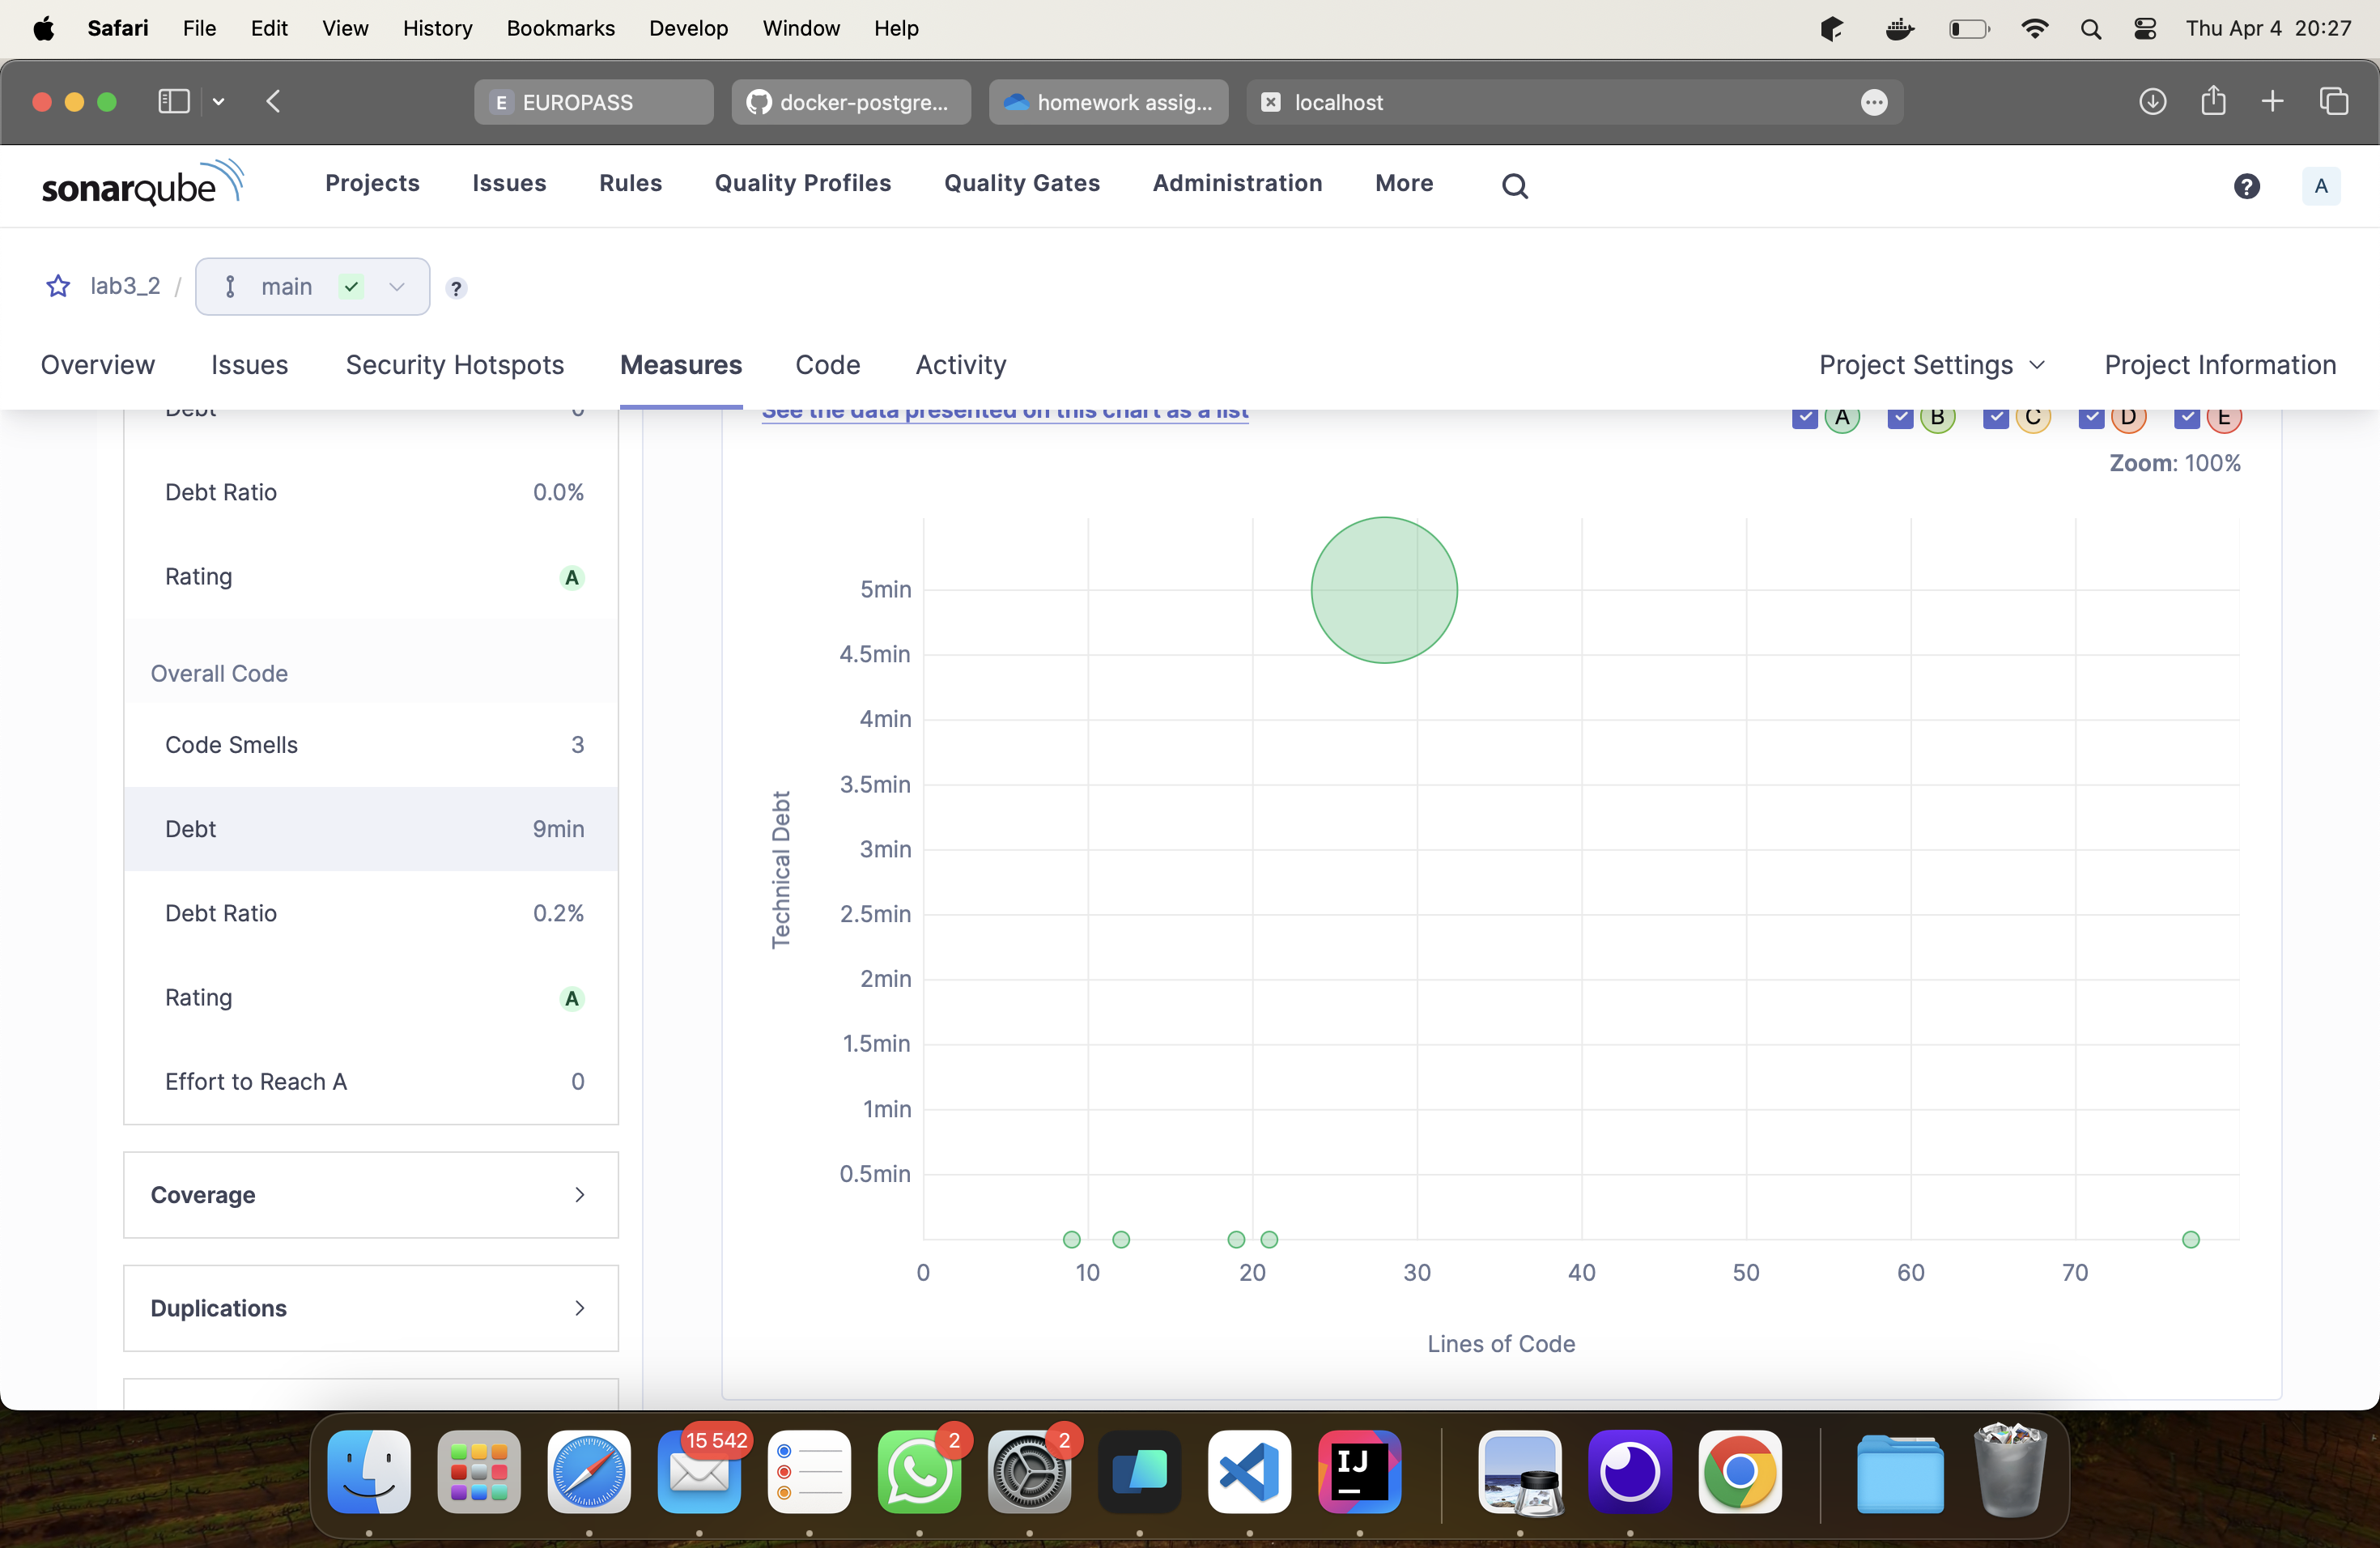 Safari File Edit View History Bookmarks Develop Window Help Thu Apr 4 20:27
E EUROPASS docker-postgre... homework assig... localhost
sonarqube Projects Issues Rules Quality Profiles Quality Gates Administration More ? A
lab3_2 / main ?
Overview Issues Security Hotspots Measures Code Activity Project Settings Project Information
Debt 0
Debt Ratio 0.0%
Rating A
Overall Code
Code Smells 3
Debt 9min
Debt Ratio 0.2%
Rating A
Effort to Reach A 0
Coverage
Duplications
See the data presented on this chart as a list
A B C D E
Zoom: 100%
5min
4.5min
4min
3.5min
3min
2.5min
2min
1.5min
1min
0.5min
Technical Debt
0 10 20 30 40 50 60 70
Lines of Code
15 542 2 2 IJ